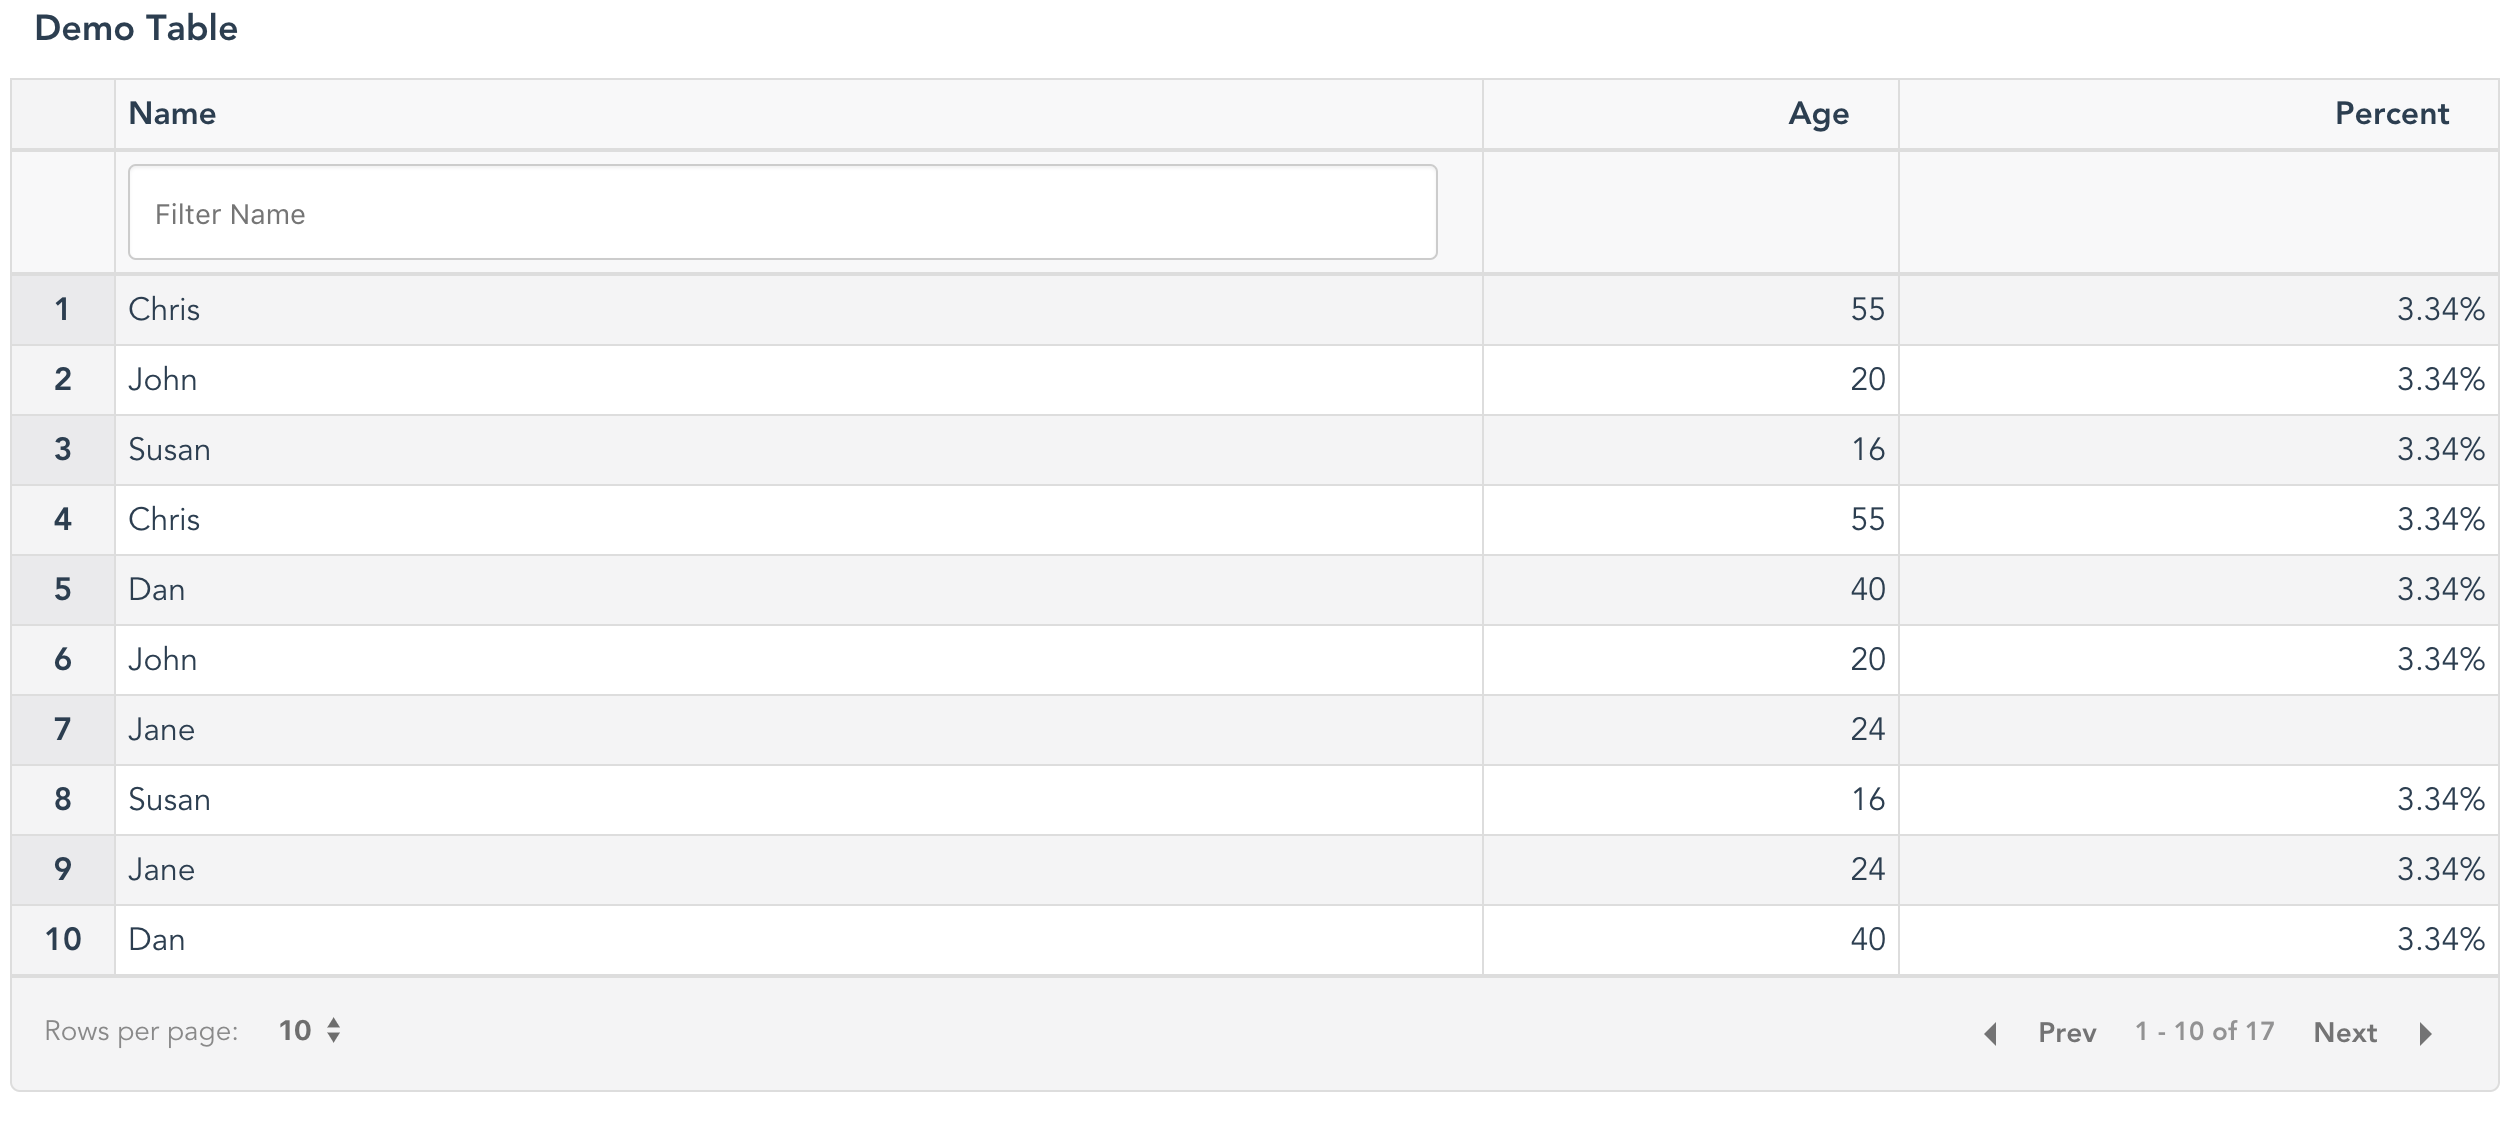 Demo Table
Name Age Percent
Filter Name
1 Chris 55 3.34%
2 John 20 3.34%
3 Susan 16 3.34%
4 Chris 55 3.34%
5 Dan 40 3.34%
6 John 20 3.34%
7 Jane 24
8 Susan 16 3.34%
9 Jane 24 3.34%
10 Dan 40 3.34%
Rows per page: 10 Prev 1 - 10 of 17 Next